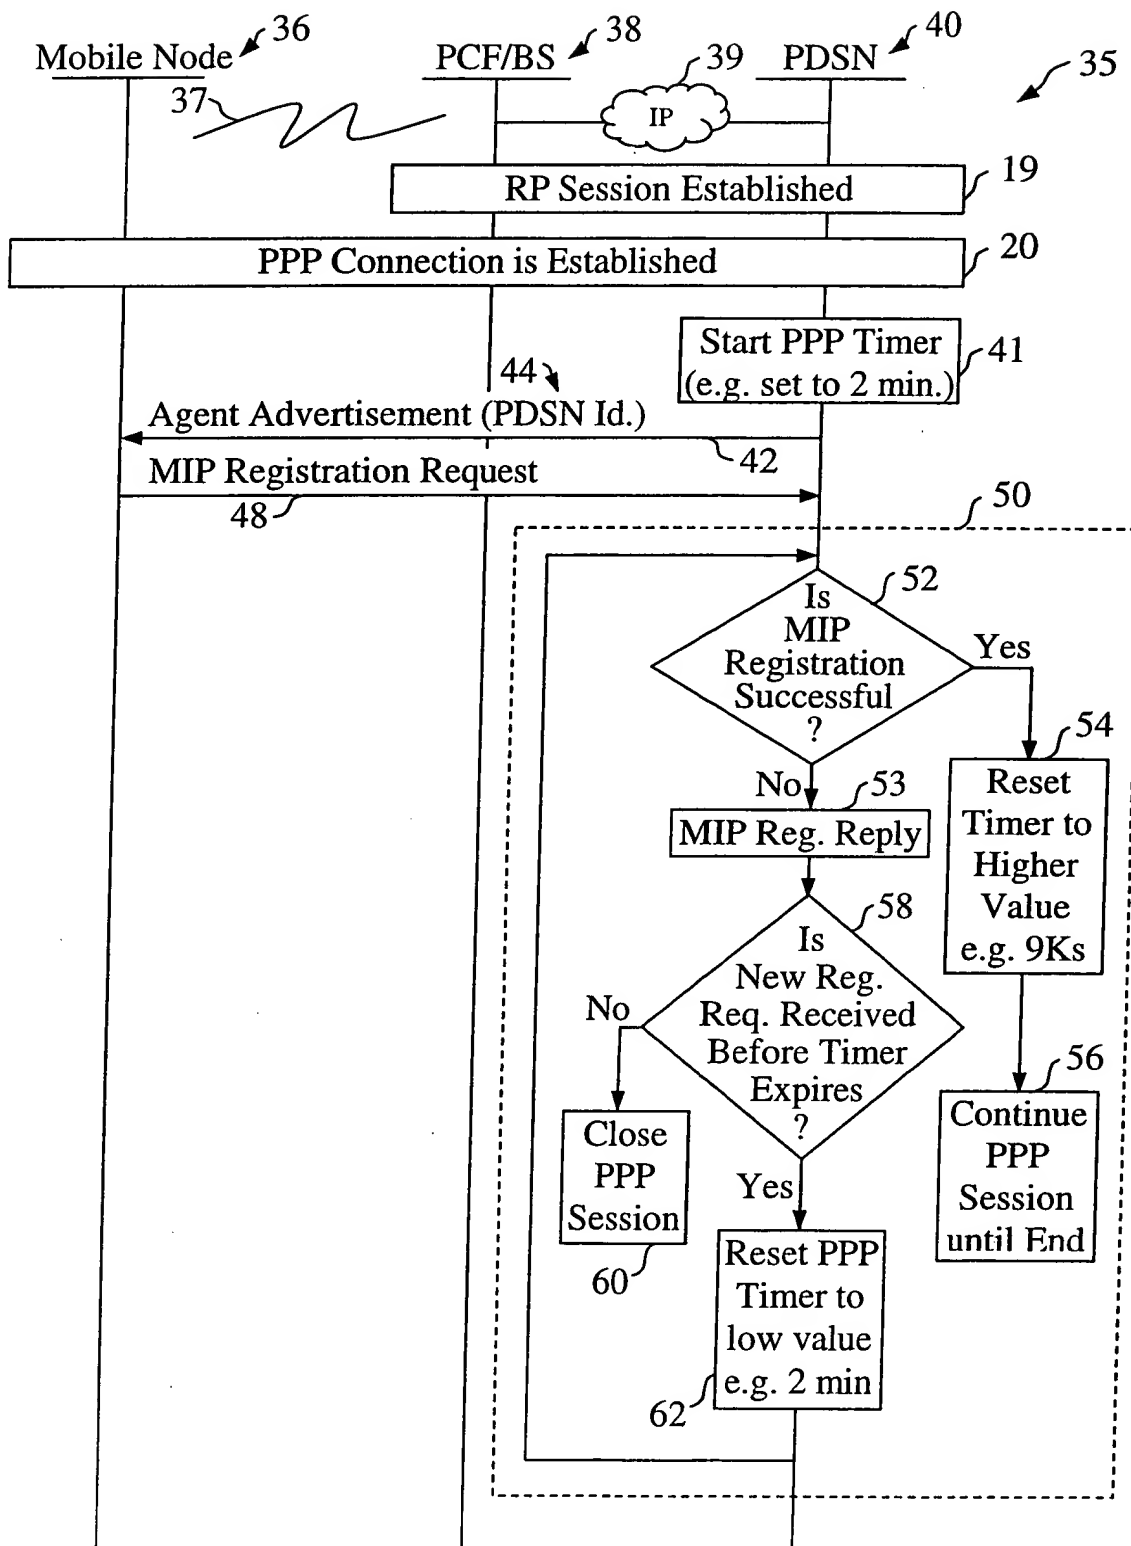 36
38
40
Mobile Node
PCF/BS
39
PDSN
35
37
IP
19
RP Session Established
20
PPP Connection is Established
Start PPP Timer
(e.g. set to 2 min.)
41
44
Agent Advertisement (PDSN Id.)
42
MIP Registration Request
48
50
52
Is
MIP
Registration
Successful
?
Yes
54
No
53
MIP Reg. Reply
Reset
Timer to
Higher
Value
e.g. 9Ks
58
Is
New Reg.
Req. Received
Before Timer
Expires
?
No
56
Close
PPP
Session
60
Continue
PPP
Session
until End
Yes
Reset PPP
Timer to
low value
e.g. 2 min
62